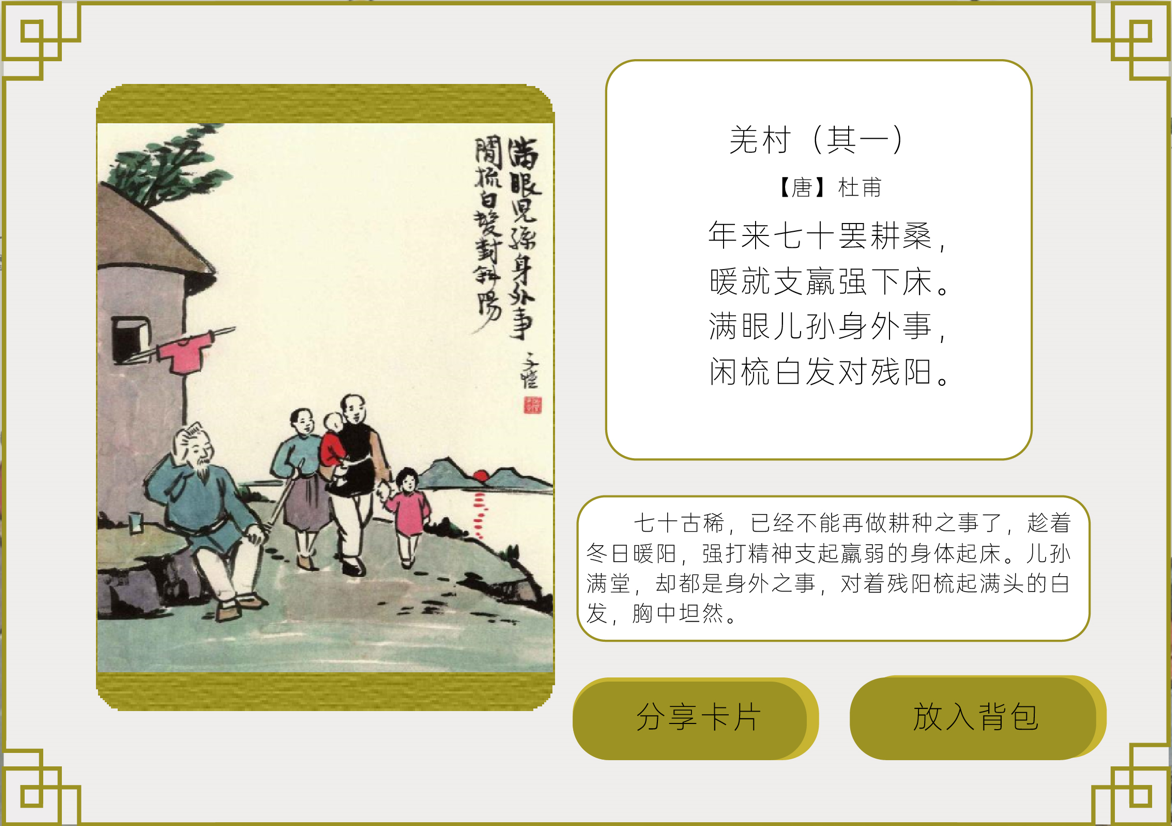 满眼儿孙身外事
閒梳白髮對斜陽
子愷
羌村（其一）
【唐】杜甫
年来七十罢耕桑，
暖就支羸强下床。
满眼儿孙身外事，
闲梳白发对残阳。
七十古稀，已经不能再做耕种之事了，趁着
冬日暖阳，强打精神支起羸弱的身体起床。儿孙
满堂，却都是身外之事，对着残阳梳起满头的白
发，胸中坦然。
分享卡片
放入背包